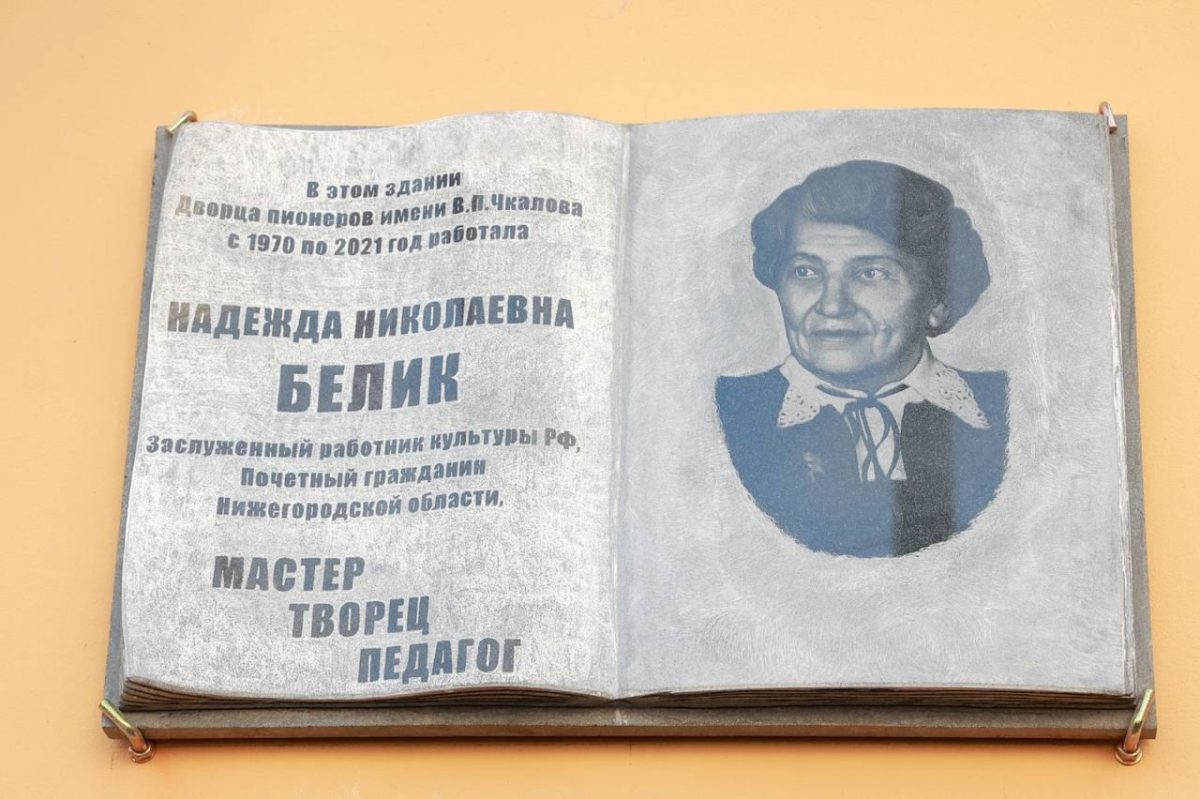 В этом здании
Дворца пионеров имени В.П.Чкалова
с 1970 по 2021 год работала
НАДЕЖДА НИКОЛАЕВНА
БЕЛИК
Заслуженный работник культуры РФ,
Почетный гражданин
Нижегородской области,
МАСТЕР
ТВОРЕЦ
ПЕДАГОГ